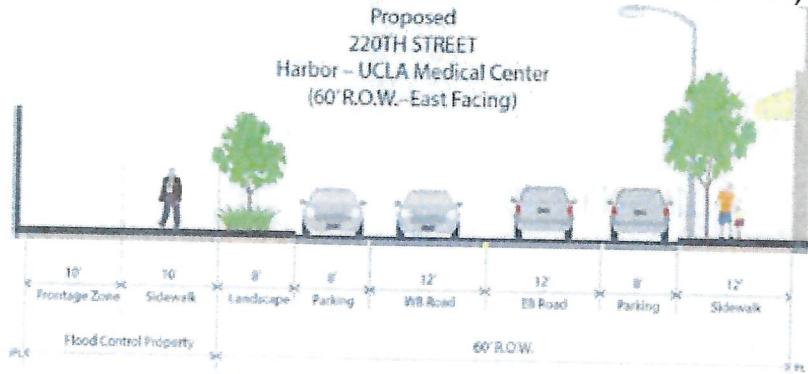 Proposed
220TH STREET
Harbor – UCLA Medical Center
(60' R.O.W.–East Facing)
10' 10' 8' 8' 12' 12' 8' 12'
Frontage Zone Sidewalk Landscape Parking WB Road EB Road Parking Sidewalk
Flood Control Property 60' R.O.W.